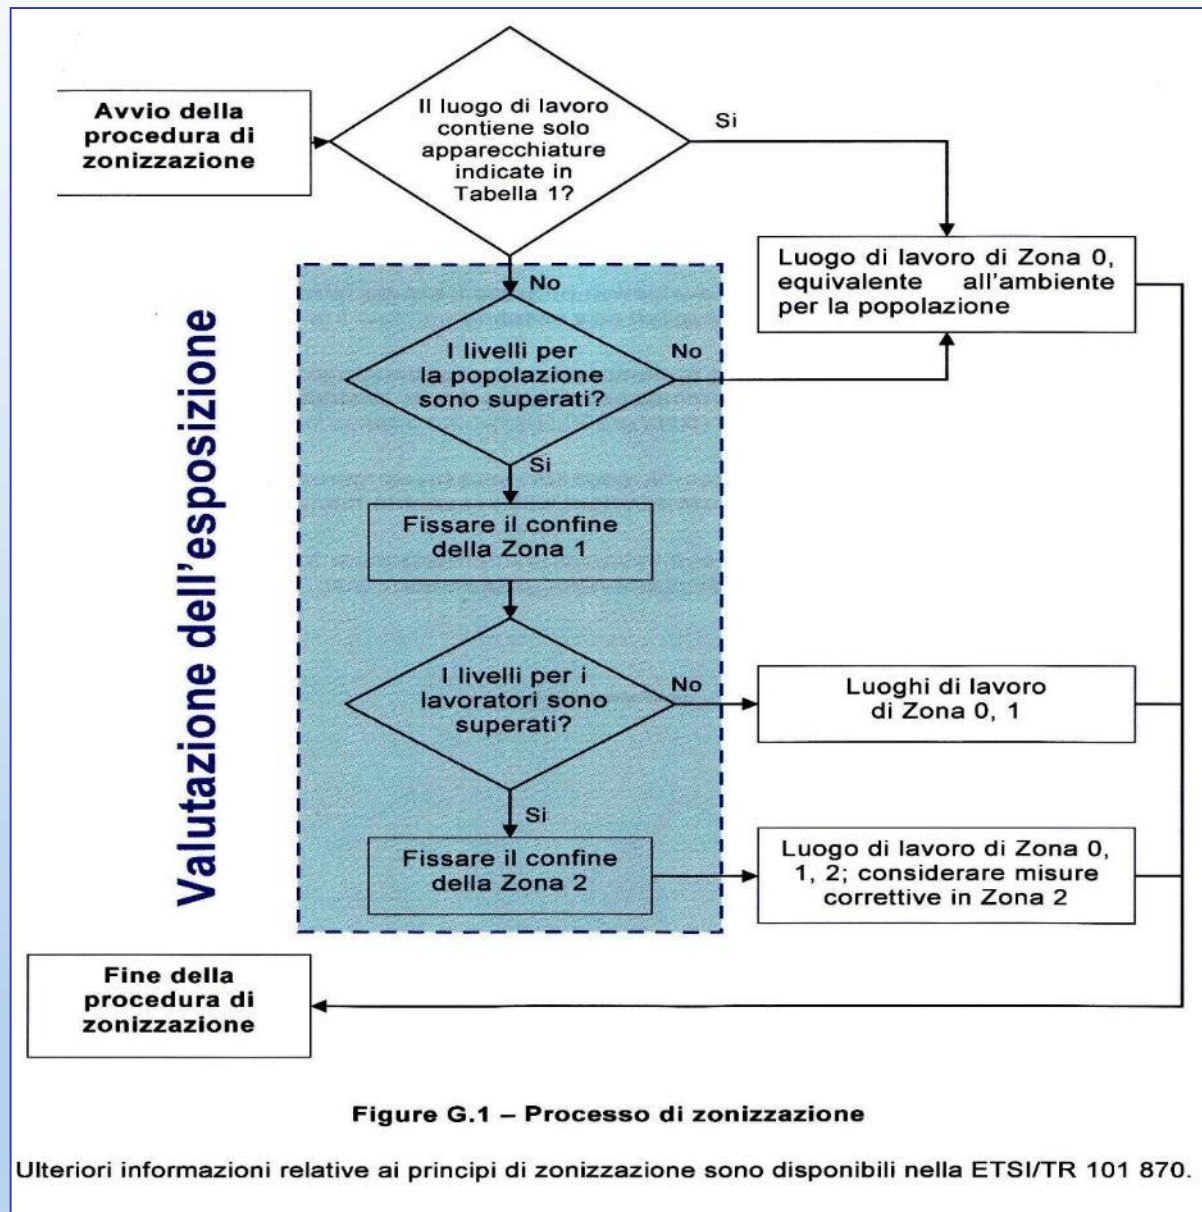 Avvio della
procedura di
zonizzazione
Il luogo di lavoro
contiene solo
apparecchiature
indicate in
Tabella 1?
Si
No
Luogo di lavoro di Zona 0,
equivalente all'ambiente
per la popolazione
Valutazione dell'esposizione
I livelli per
la popolazione
sono superati?
No
Si
Fissare il confine
della Zona 1
I livelli per i
lavoratori sono
superati?
No
Luoghi di lavoro
di Zona 0, 1
Si
Fissare il confine
della Zona 2
Luogo di lavoro di Zona 0,
1, 2; considerare misure
correttive in Zona 2
Fine della
procedura di
zonizzazione
Figure G.1 – Processo di zonizzazione
Ulteriori informazioni relative ai principi di zonizzazione sono disponibili nella ETSI/TR 101 870.